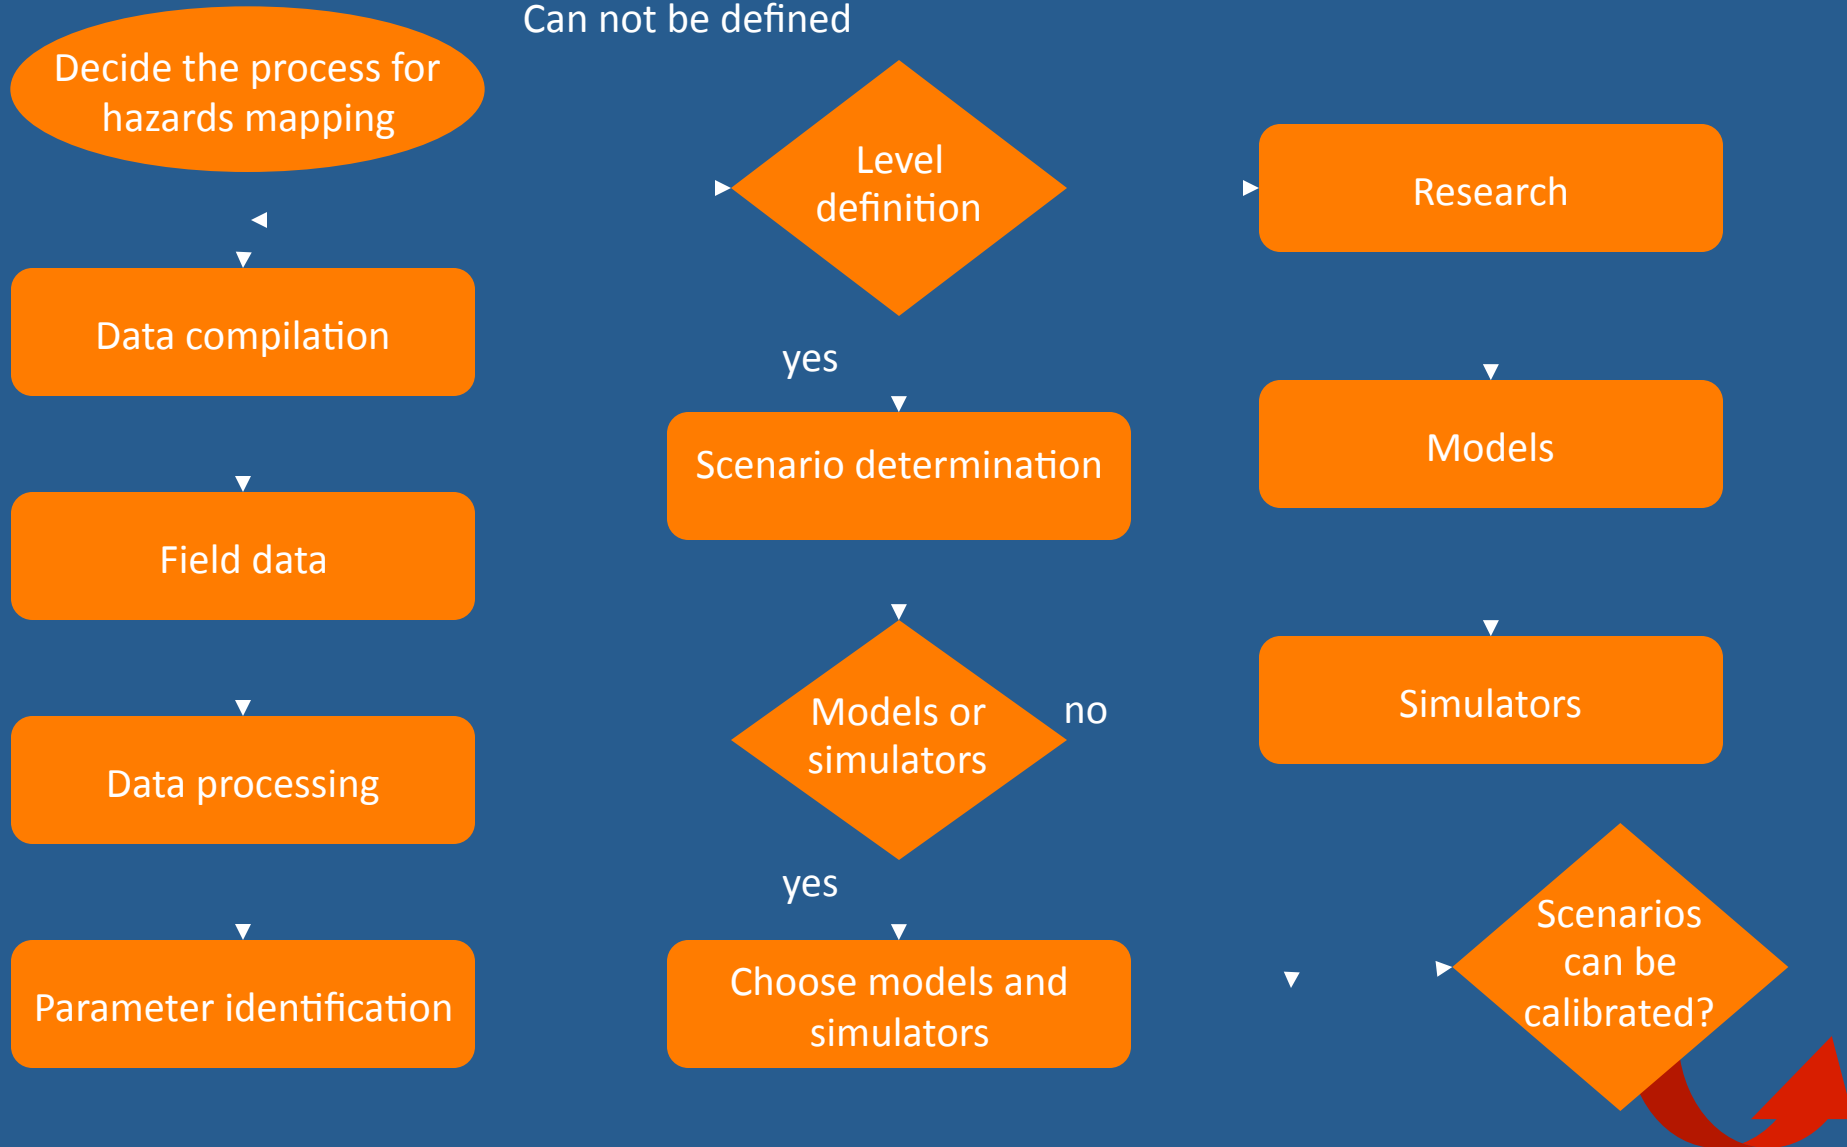 Decide the process for
hazards mapping
Data compilation
Field data
Data processing
Parameter identification
Can not be defined
Level
definition
yes
Scenario determination
Models or
simulators
no
yes
Choose models and
simulators
Research
Models
Simulators
Scenarios
can be
calibrated?